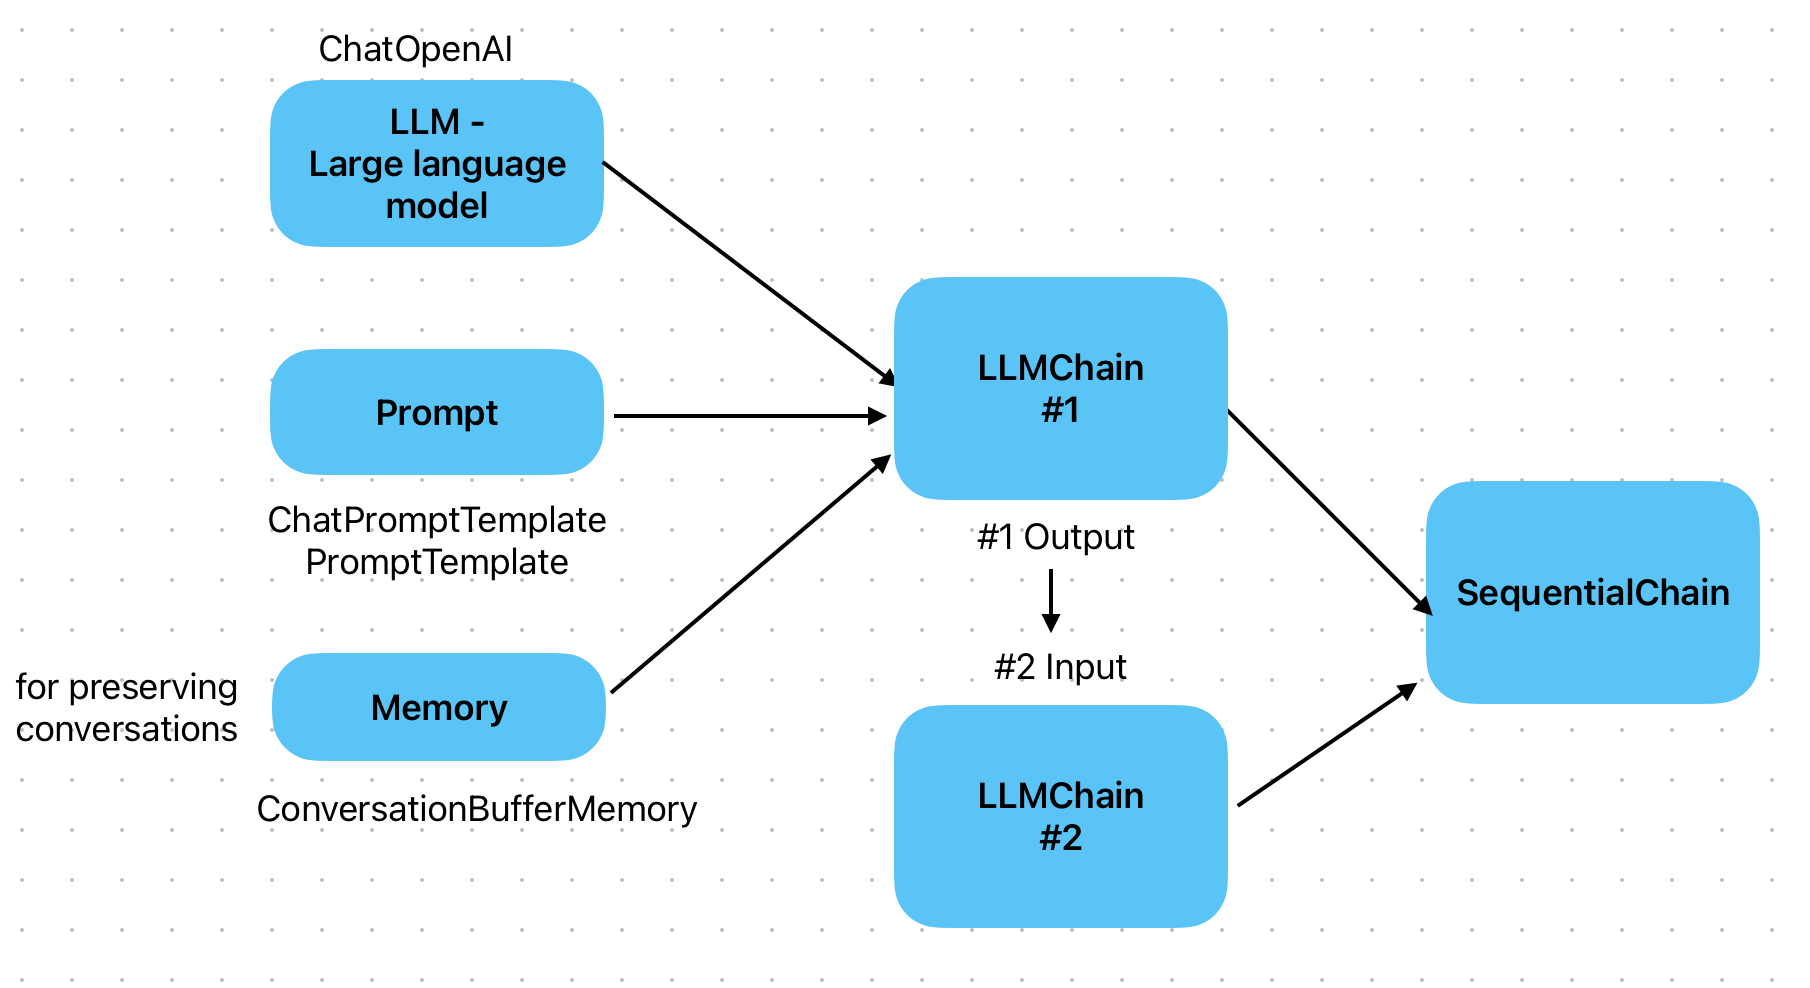 ChatOpenAI
LLM -
Large language
model
Prompt
ChatPromptTemplate
PromptTemplate
for preserving
conversations
Memory
ConversationBufferMemory
LLMChain
#1
#1 Output
#2 Input
LLMChain
#2
SequentialChain